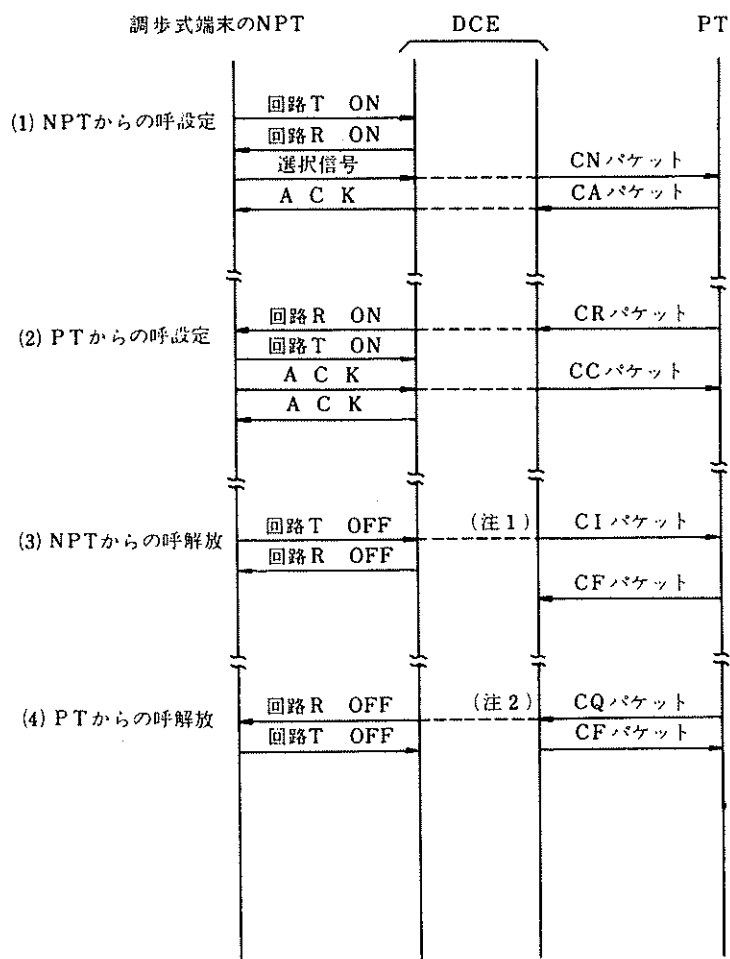 調歩式端末のNPT DCE PT
(1) NPTからの呼設定
回路T ON
回路R ON
選択信号 CNパケット
A C K CAパケット
(2) PTからの呼設定
回路R ON CRパケット
回路T ON
A C K CCパケット
A C K
(3) NPTからの呼解放
回路T OFF (注1) CIパケット
回路R OFF
CFパケット
(4) PTからの呼解放
回路R OFF (注2) CQパケット
回路T OFF CFパケット